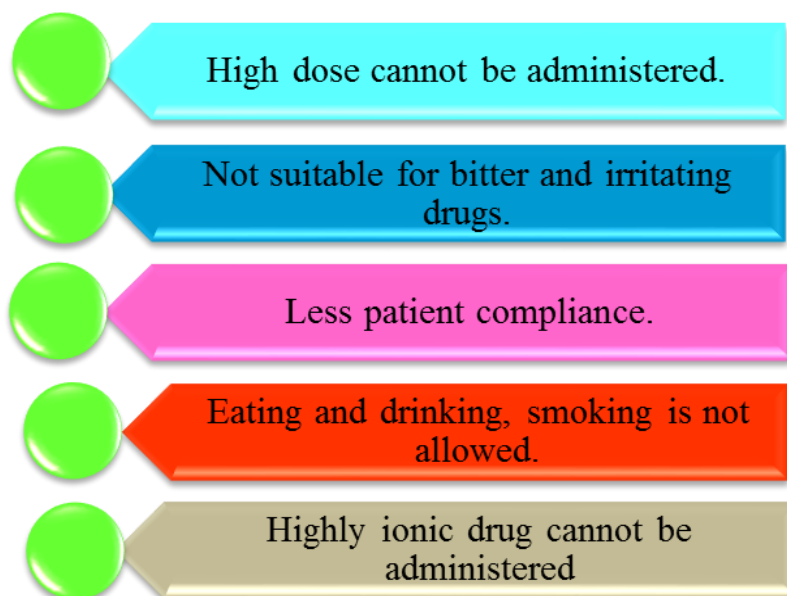 High dose cannot be administered.
Not suitable for bitter and irritating
drugs.
Less patient compliance.
Eating and drinking, smoking is not
allowed.
Highly ionic drug cannot be
administered